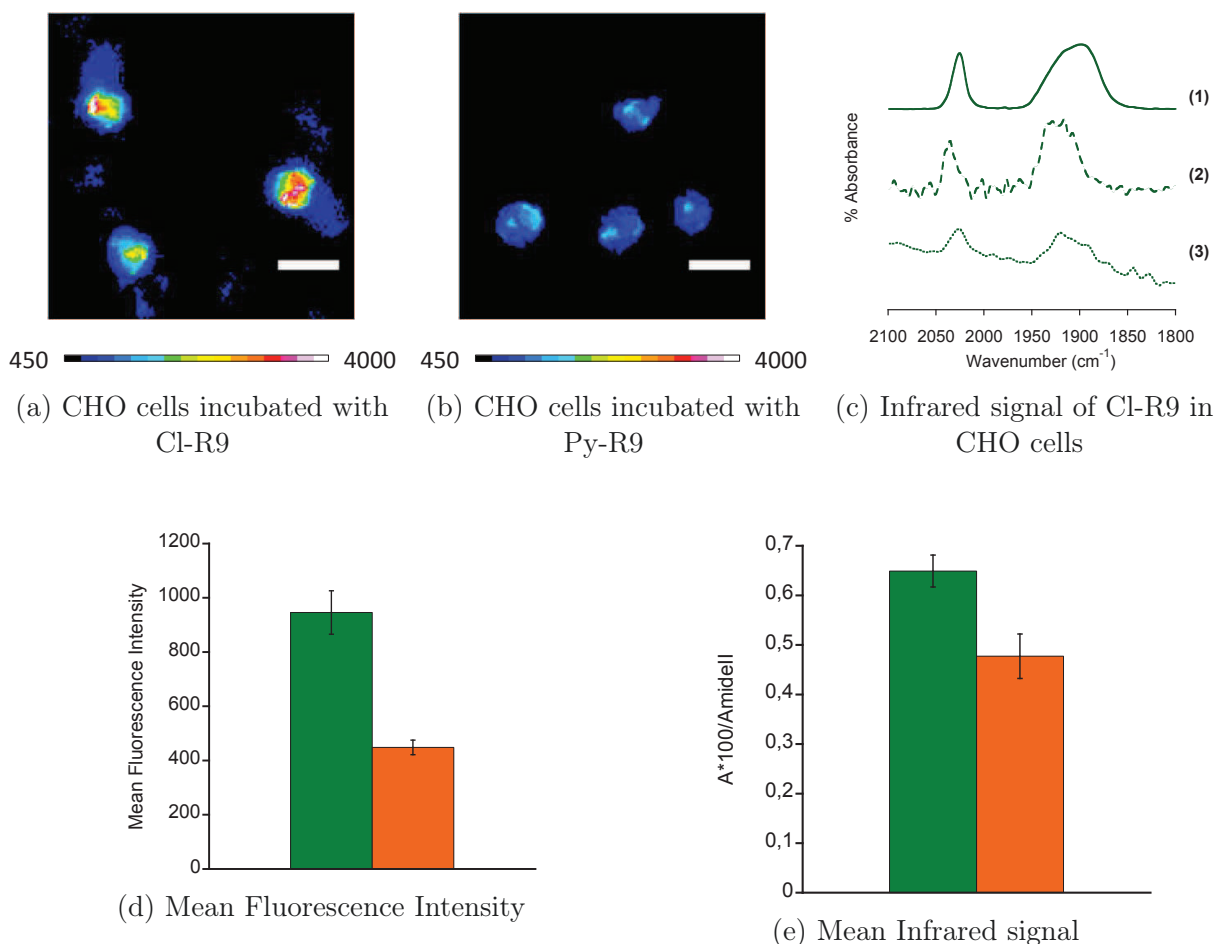 450 4000
(a) CHO cells incubated with
Cl-R9
450 4000
(b) CHO cells incubated with
Py-R9
% Absorbance
(1)
(2)
(3)
2100 2050 2000 1950 1900 1850 1800
Wavenumber (cm-1)
(c) Infrared signal of Cl-R9 in
CHO cells
Mean Fluorescence Intensity
1200
1000
800
600
400
200
0
(d) Mean Fluorescence Intensity
A*100/AmideII
0,7
0,6
0,5
0,4
0,3
0,2
0,1
0
(e) Mean Infrared signal